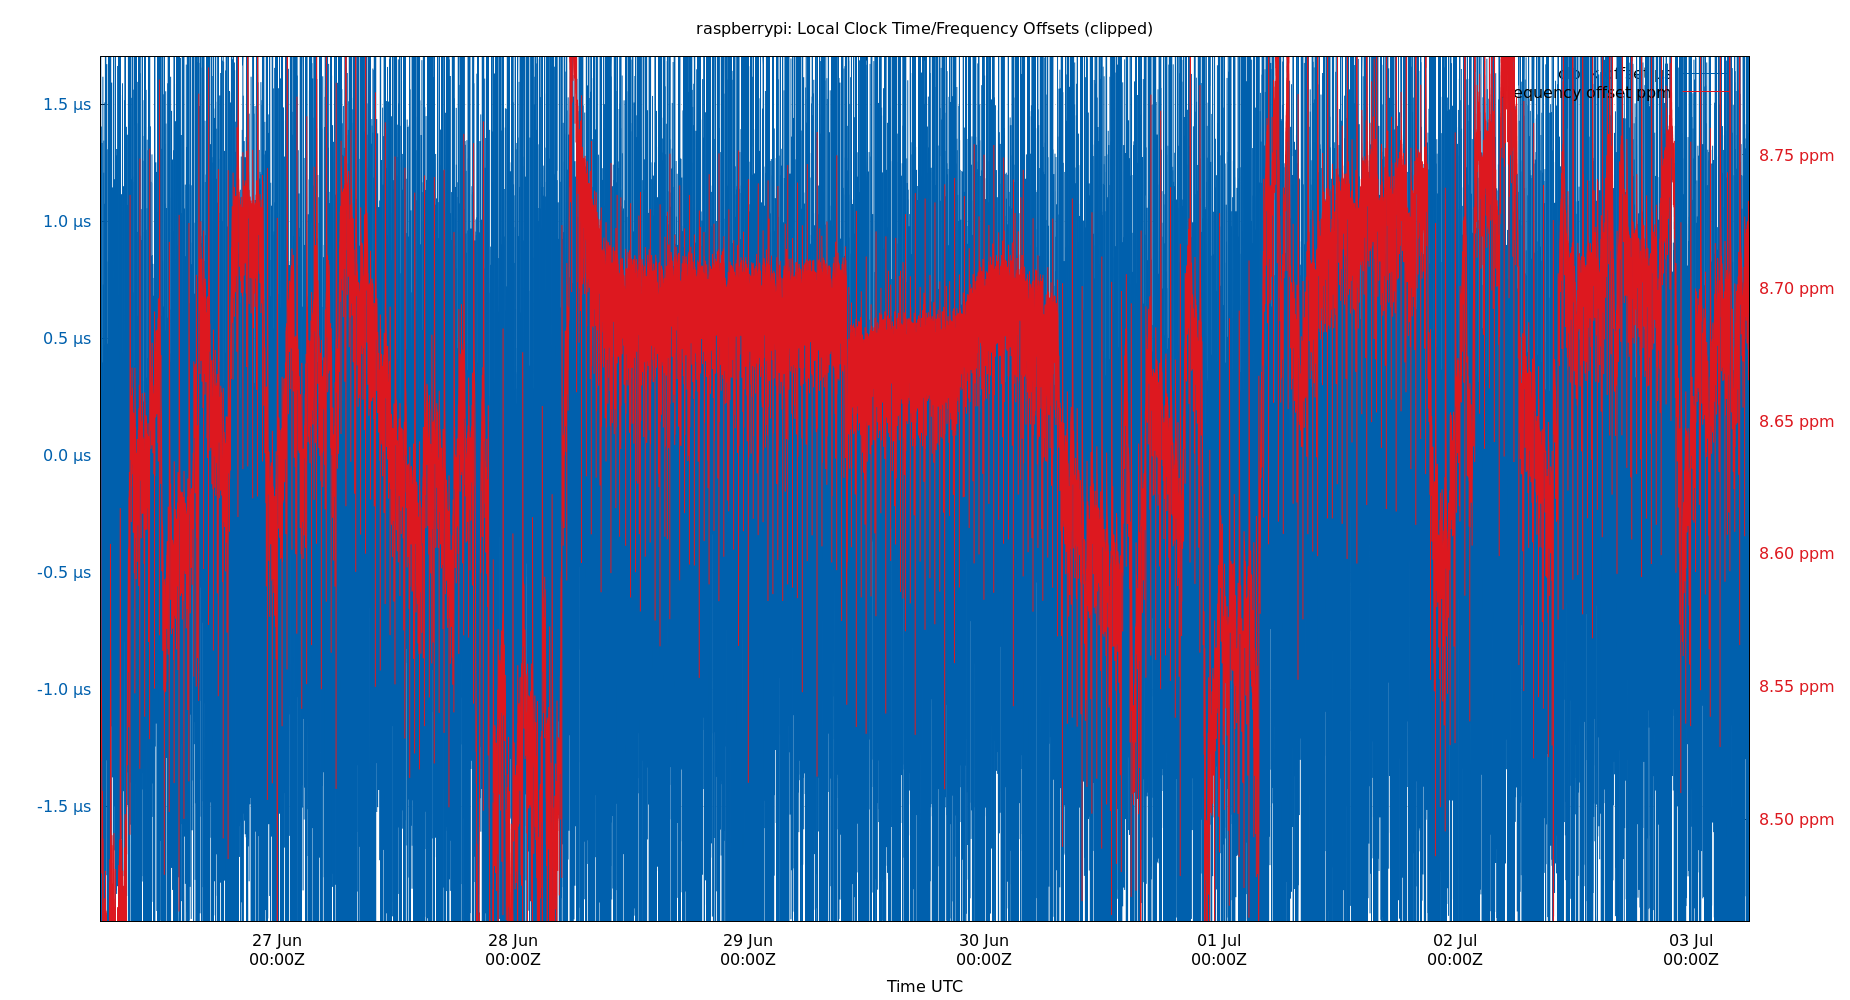 raspberrypi: Local Clock Time/Frequency Offsets (clipped)
equency offset ppm
1.5 µs
1.0 µs
0.5 µs
0.0 µs
-0.5 µs
-1.0 µs
-1.5 µs
8.75 ppm
8.70 ppm
8.65 ppm
8.60 ppm
8.55 ppm
8.50 ppm
27 Jun 28 Jun 29 Jun 30 Jun 01 Jul 02 Jul 03 Jul
00:00Z 00:00Z 00:00Z 00:00Z 00:00Z 00:00Z 00:00Z
Time UTC